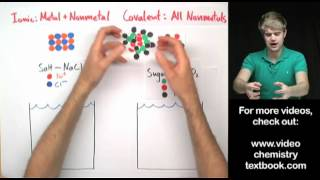 Ionic: Metal + Nonmetal
Covalent: All Nonmetals
Salt - NaCl
Na⁺
Cl⁻
Sugar
For more videos,
check out:
www.video
chemistry
textbook.com